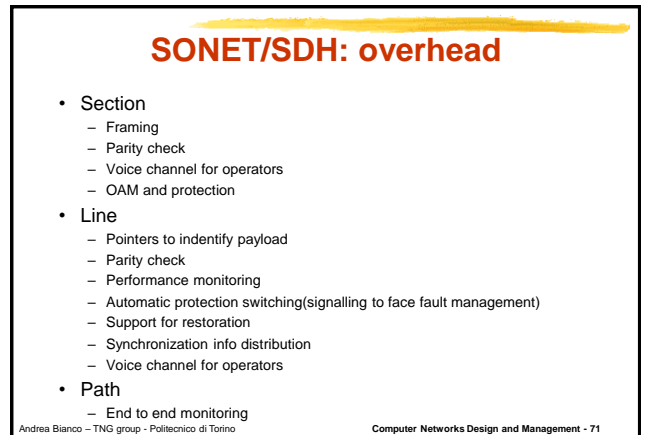 SONET/SDH: overhead
• Section
– Framing
– Parity check
– Voice channel for operators
– OAM and protection
• Line
– Pointers to indentify payload
– Parity check
– Performance monitoring
– Automatic protection switching(signalling to face fault management)
– Support for restoration
– Synchronization info distribution
– Voice channel for operators
• Path
– End to end monitoring
Andrea Bianco – TNG group - Politecnico di Torino Computer Networks Design and Management - 71